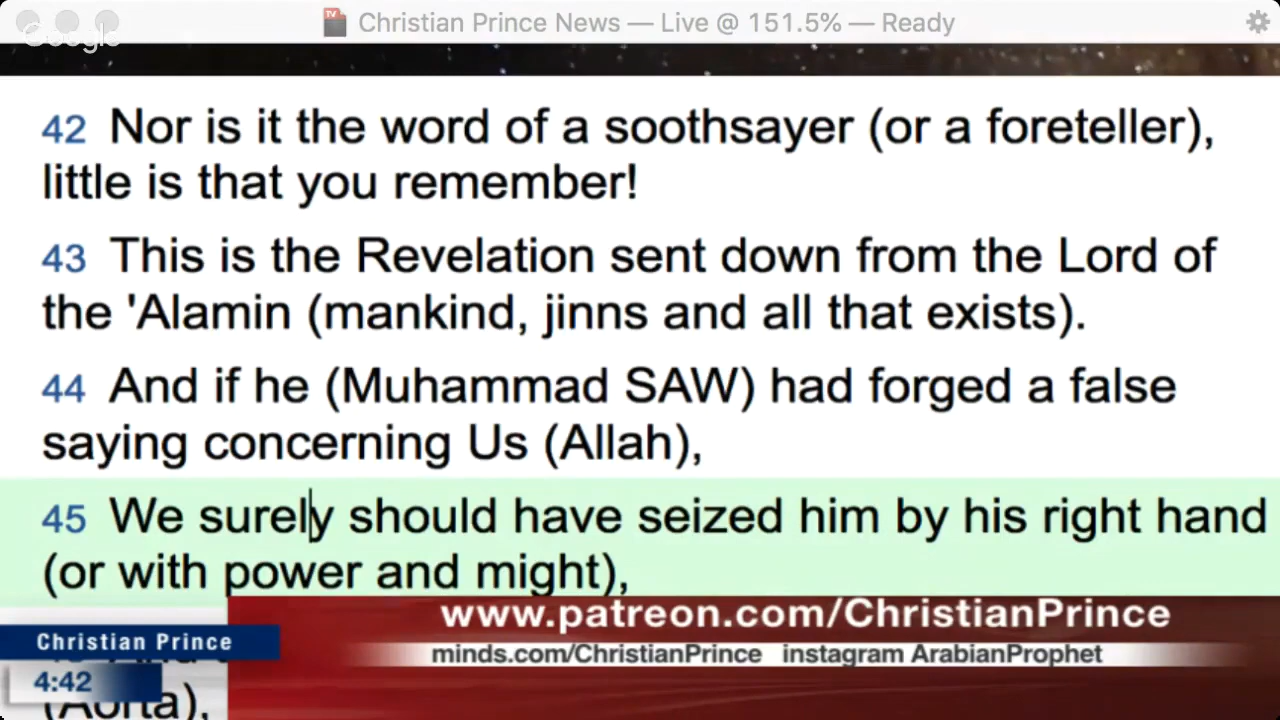 Christian Prince News — Live @ 151.5% — Ready
Google
42 Nor is it the word of a soothsayer (or a foreteller),
little is that you remember!
43 This is the Revelation sent down from the Lord of
the 'Alamin (mankind, jinns and all that exists).
44 And if he (Muhammad SAW) had forged a false
saying concerning Us (Allah),
45 We surely should have seized him by his right hand
(or with power and might),
www.patreon.com/ChristianPrince
Christian Prince
minds.com/ChristianPrince instagram ArabianProphet
4:42
(Aorta),